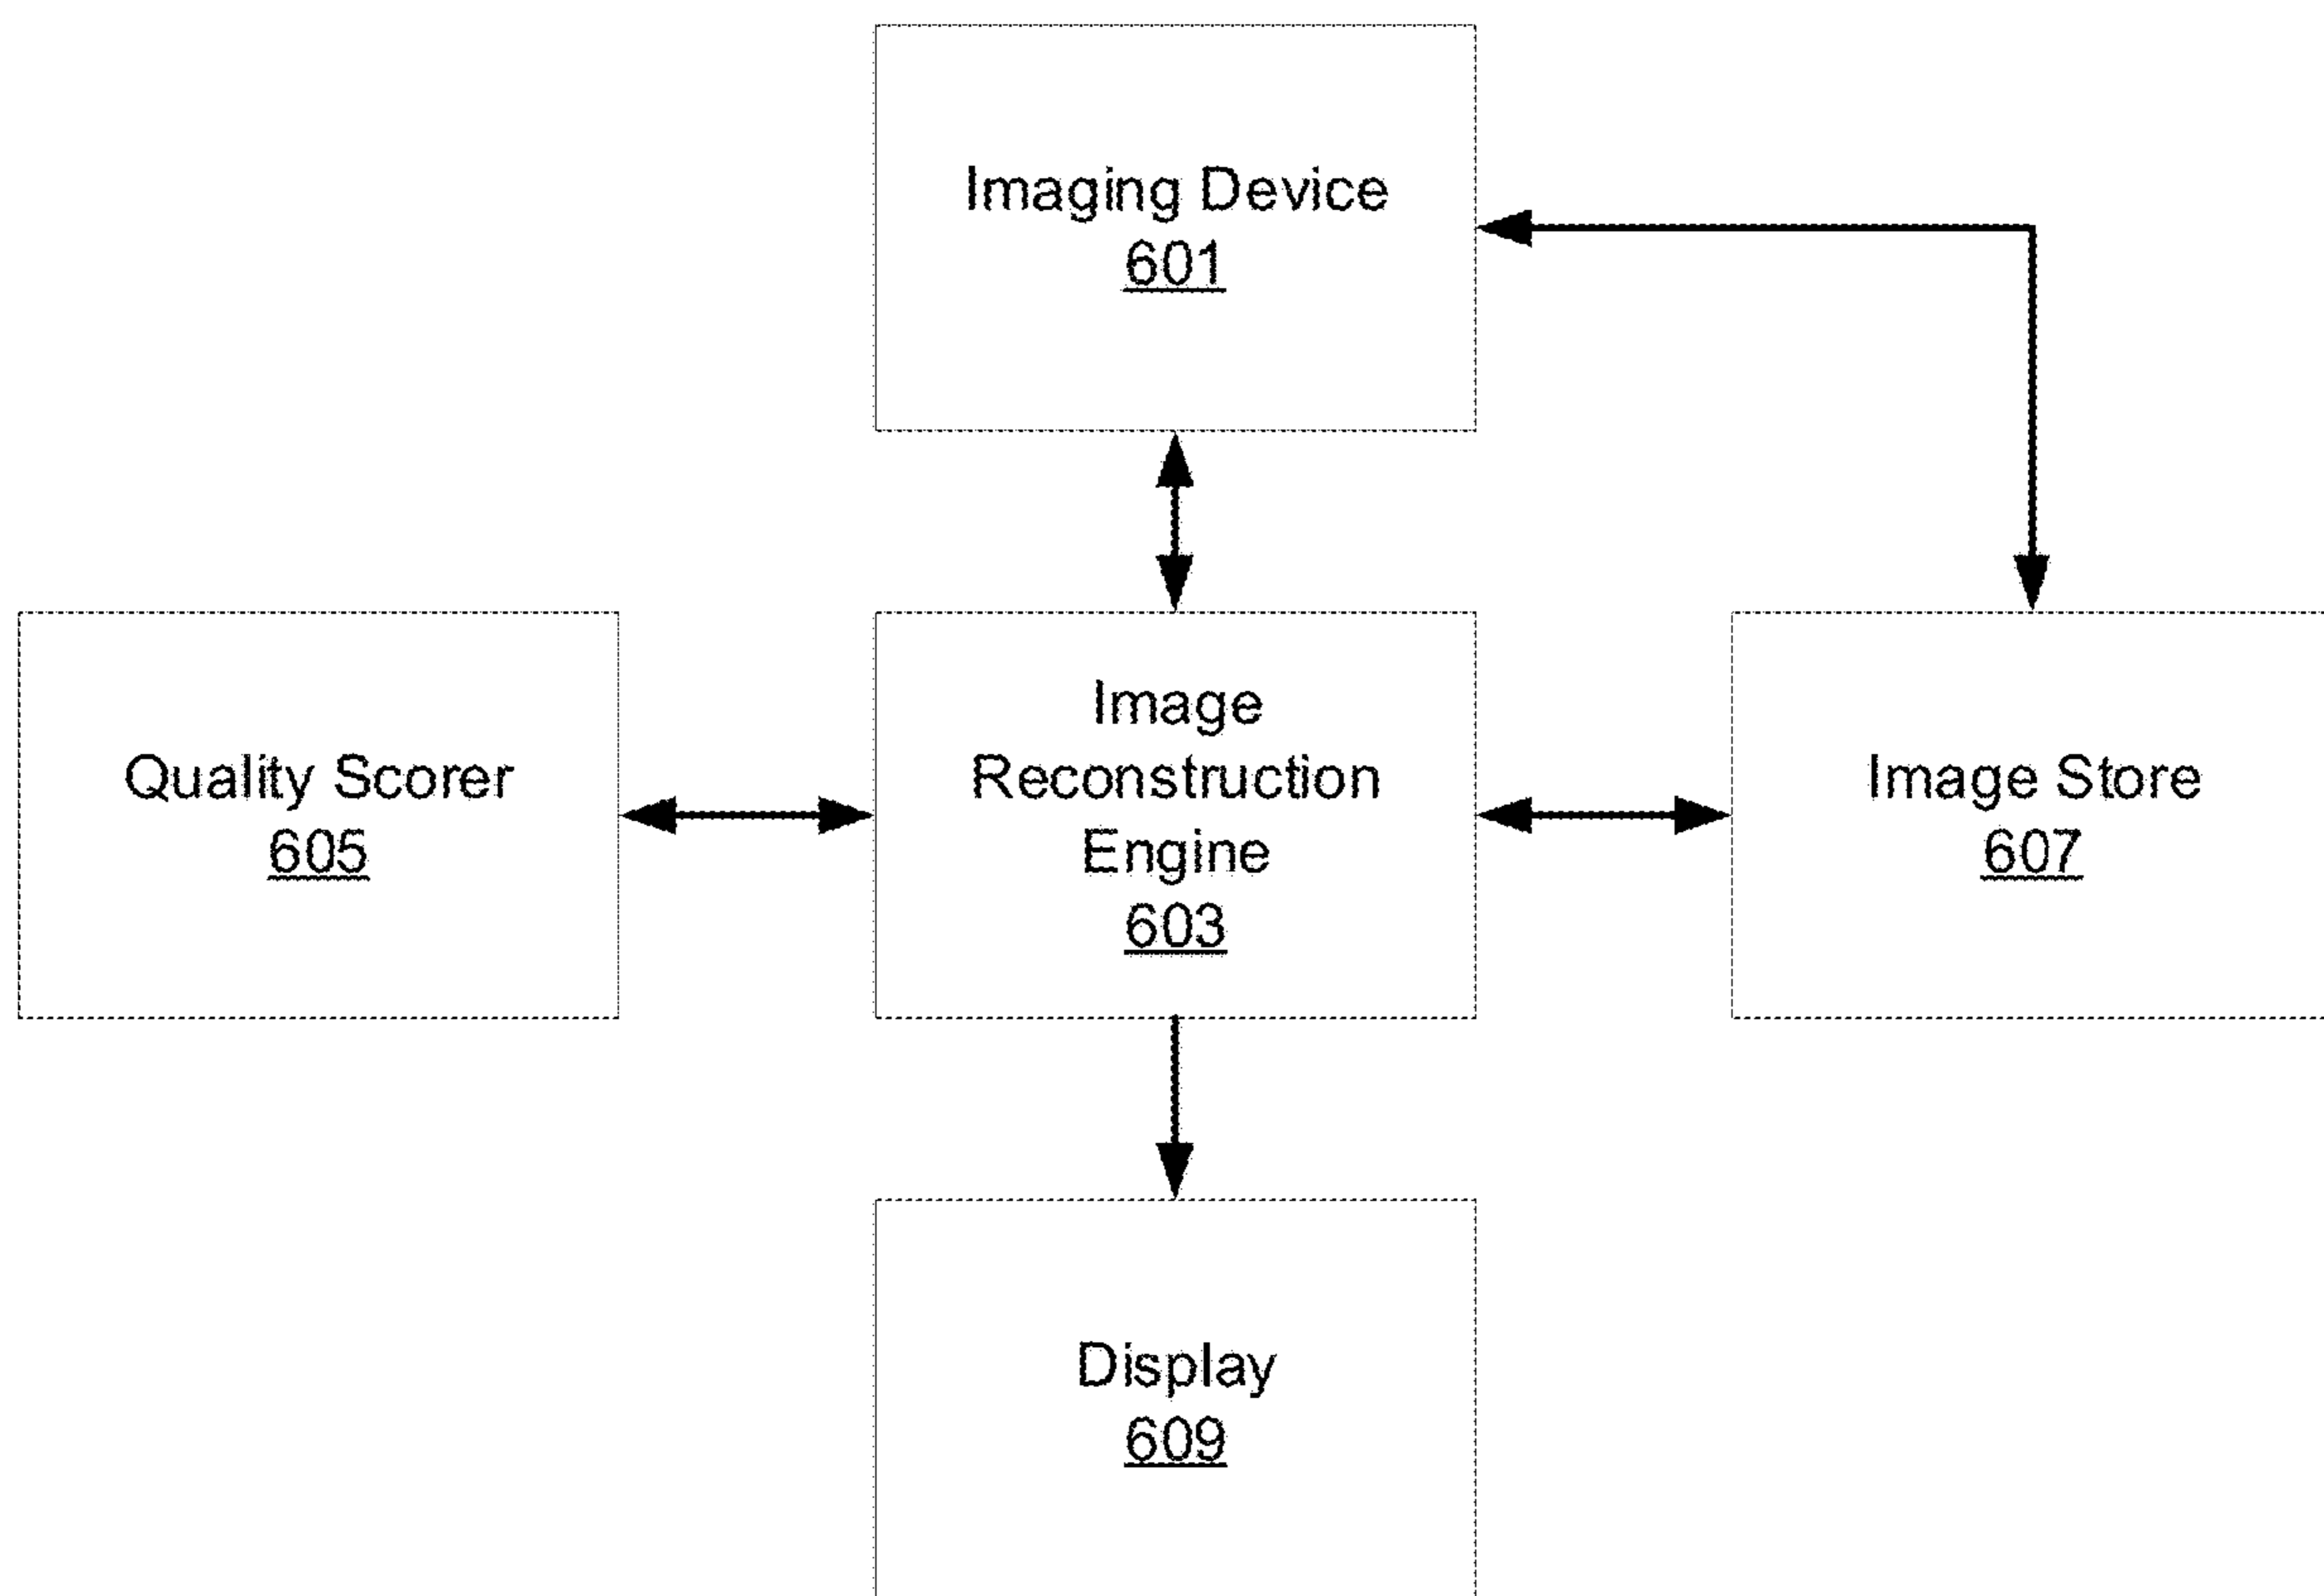 Imaging Device
601
Quality Scorer
605
Image
Reconstruction
Engine
603
Image Store
607
Display
609